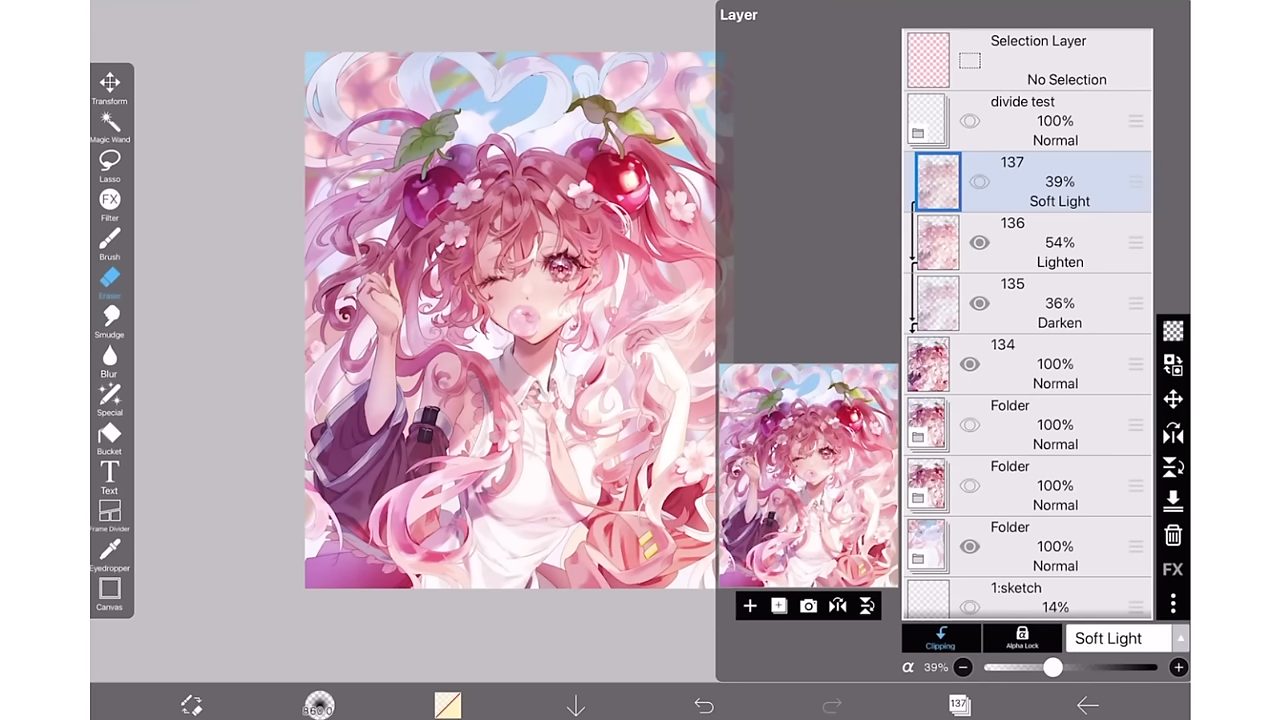 Layer
Transform
Magic Wand
Lasso
FX
Filter
Brush
Eraser
Smudge
Blur
Special
Bucket
T
Text
Frame Divider
Eyedropper
Canvas
Selection Layer
No Selection
divide test
100%
Normal
137
39%
Soft Light
136
54%
Lighten
135
36%
Darken
134
100%
Normal
Folder
100%
Normal
Folder
100%
Normal
Folder
100%
Normal
1:sketch
14%
FX
Clipping
α
Alpha Lock
Soft Light
α 39%
860.0
137